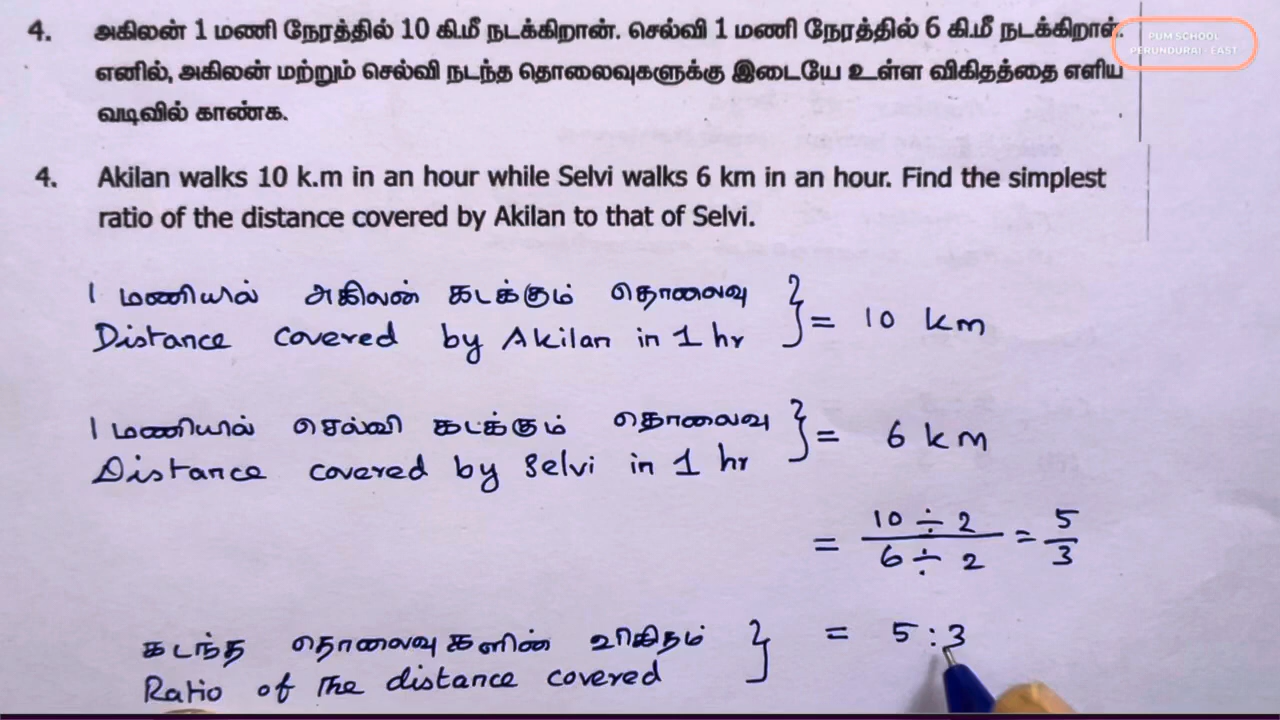 4. அகிலன் 1 மணி நேரத்தில் 10 கி.மீ நடக்கிறான். செல்வி 1 மணி நேரத்தில் 6 கி.மீ நடக்கிறாள்.
PUM SCHOOL
PERUNDURAI - EAST
எனில், அகிலன் மற்றும் செல்வி நடந்த தொலைவுகளுக்கு இடையே உள்ள விகிதத்தை எளிய
வடிவில் காண்க.
4. Akilan walks 10 k.m in an hour while Selvi walks 6 km in an hour. Find the simplest
ratio of the distance covered by Akilan to that of Selvi.
1 மணியில் அகிலன் கடக்கும் தொலைவு
Distance covered by Akilan in 1 hr } = 10 km
1 மணியில் செல்வி கடக்கும் தொலைவு
Distance covered by Selvi in 1 hr } = 6 km
= 10 ÷ 2 / 6 ÷ 2 = 5/3
கடந்த தொலைவுகளின் விகிதம்
Ratio of The distance covered } = 5 : 3